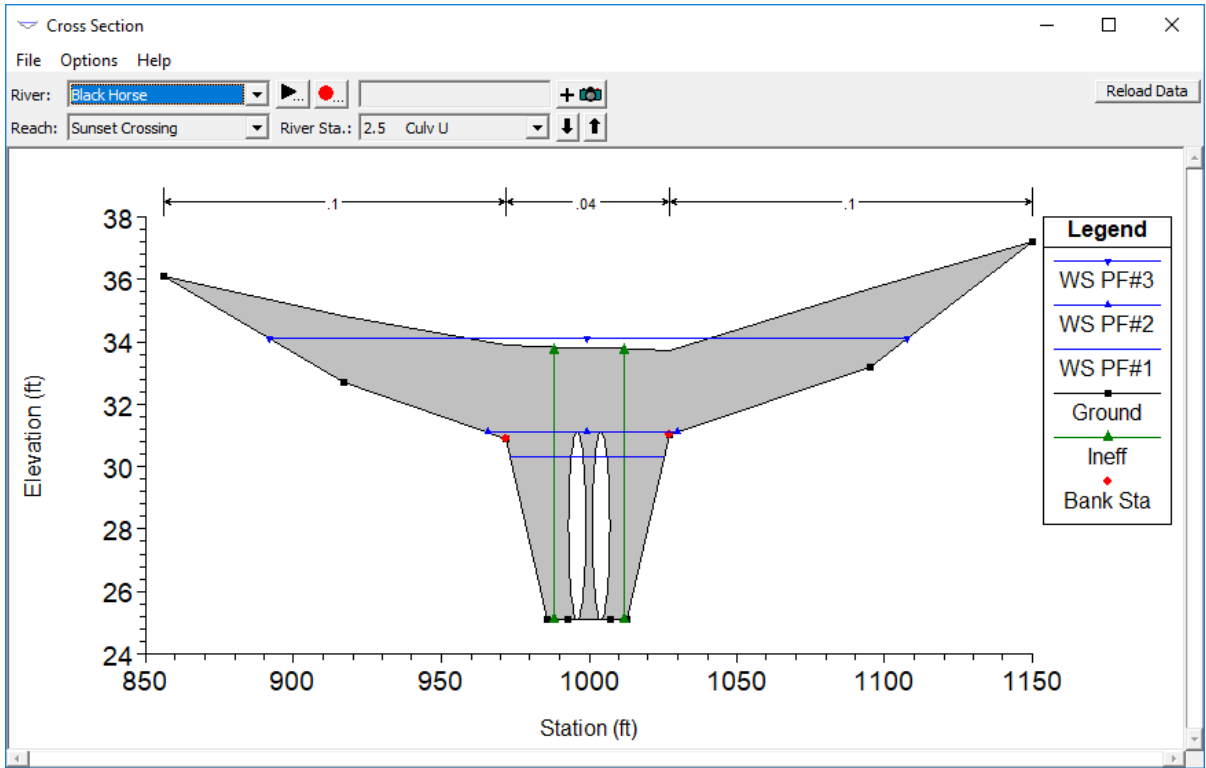 Cross Section
File Options Help
River: Black Horse ... ... + Reload Data
Reach: Sunset Crossing River Sta.: 2.5 Culv U
.1 .04 .1
38
36
34
32
30
28
26
24
850 900 950 1000 1050 1100 1150
Elevation (ft)
Station (ft)
Legend
WS PF#3
WS PF#2
WS PF#1
Ground
Ineff
Bank Sta